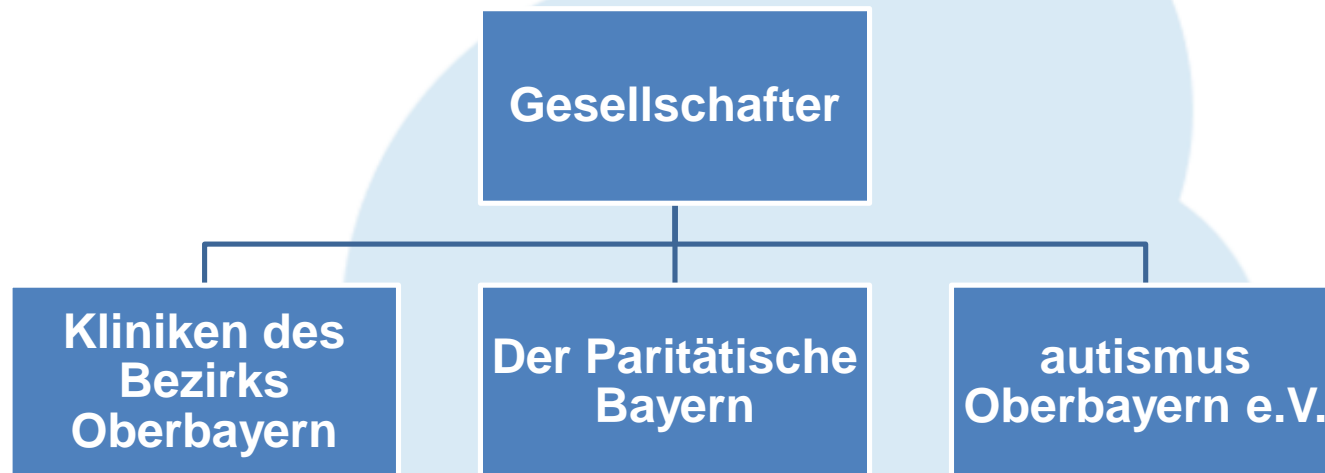 Gesellschafter
Kliniken des
Bezirks
Oberbayern
Der Paritätische
Bayern
autismus
Oberbayern e.V.